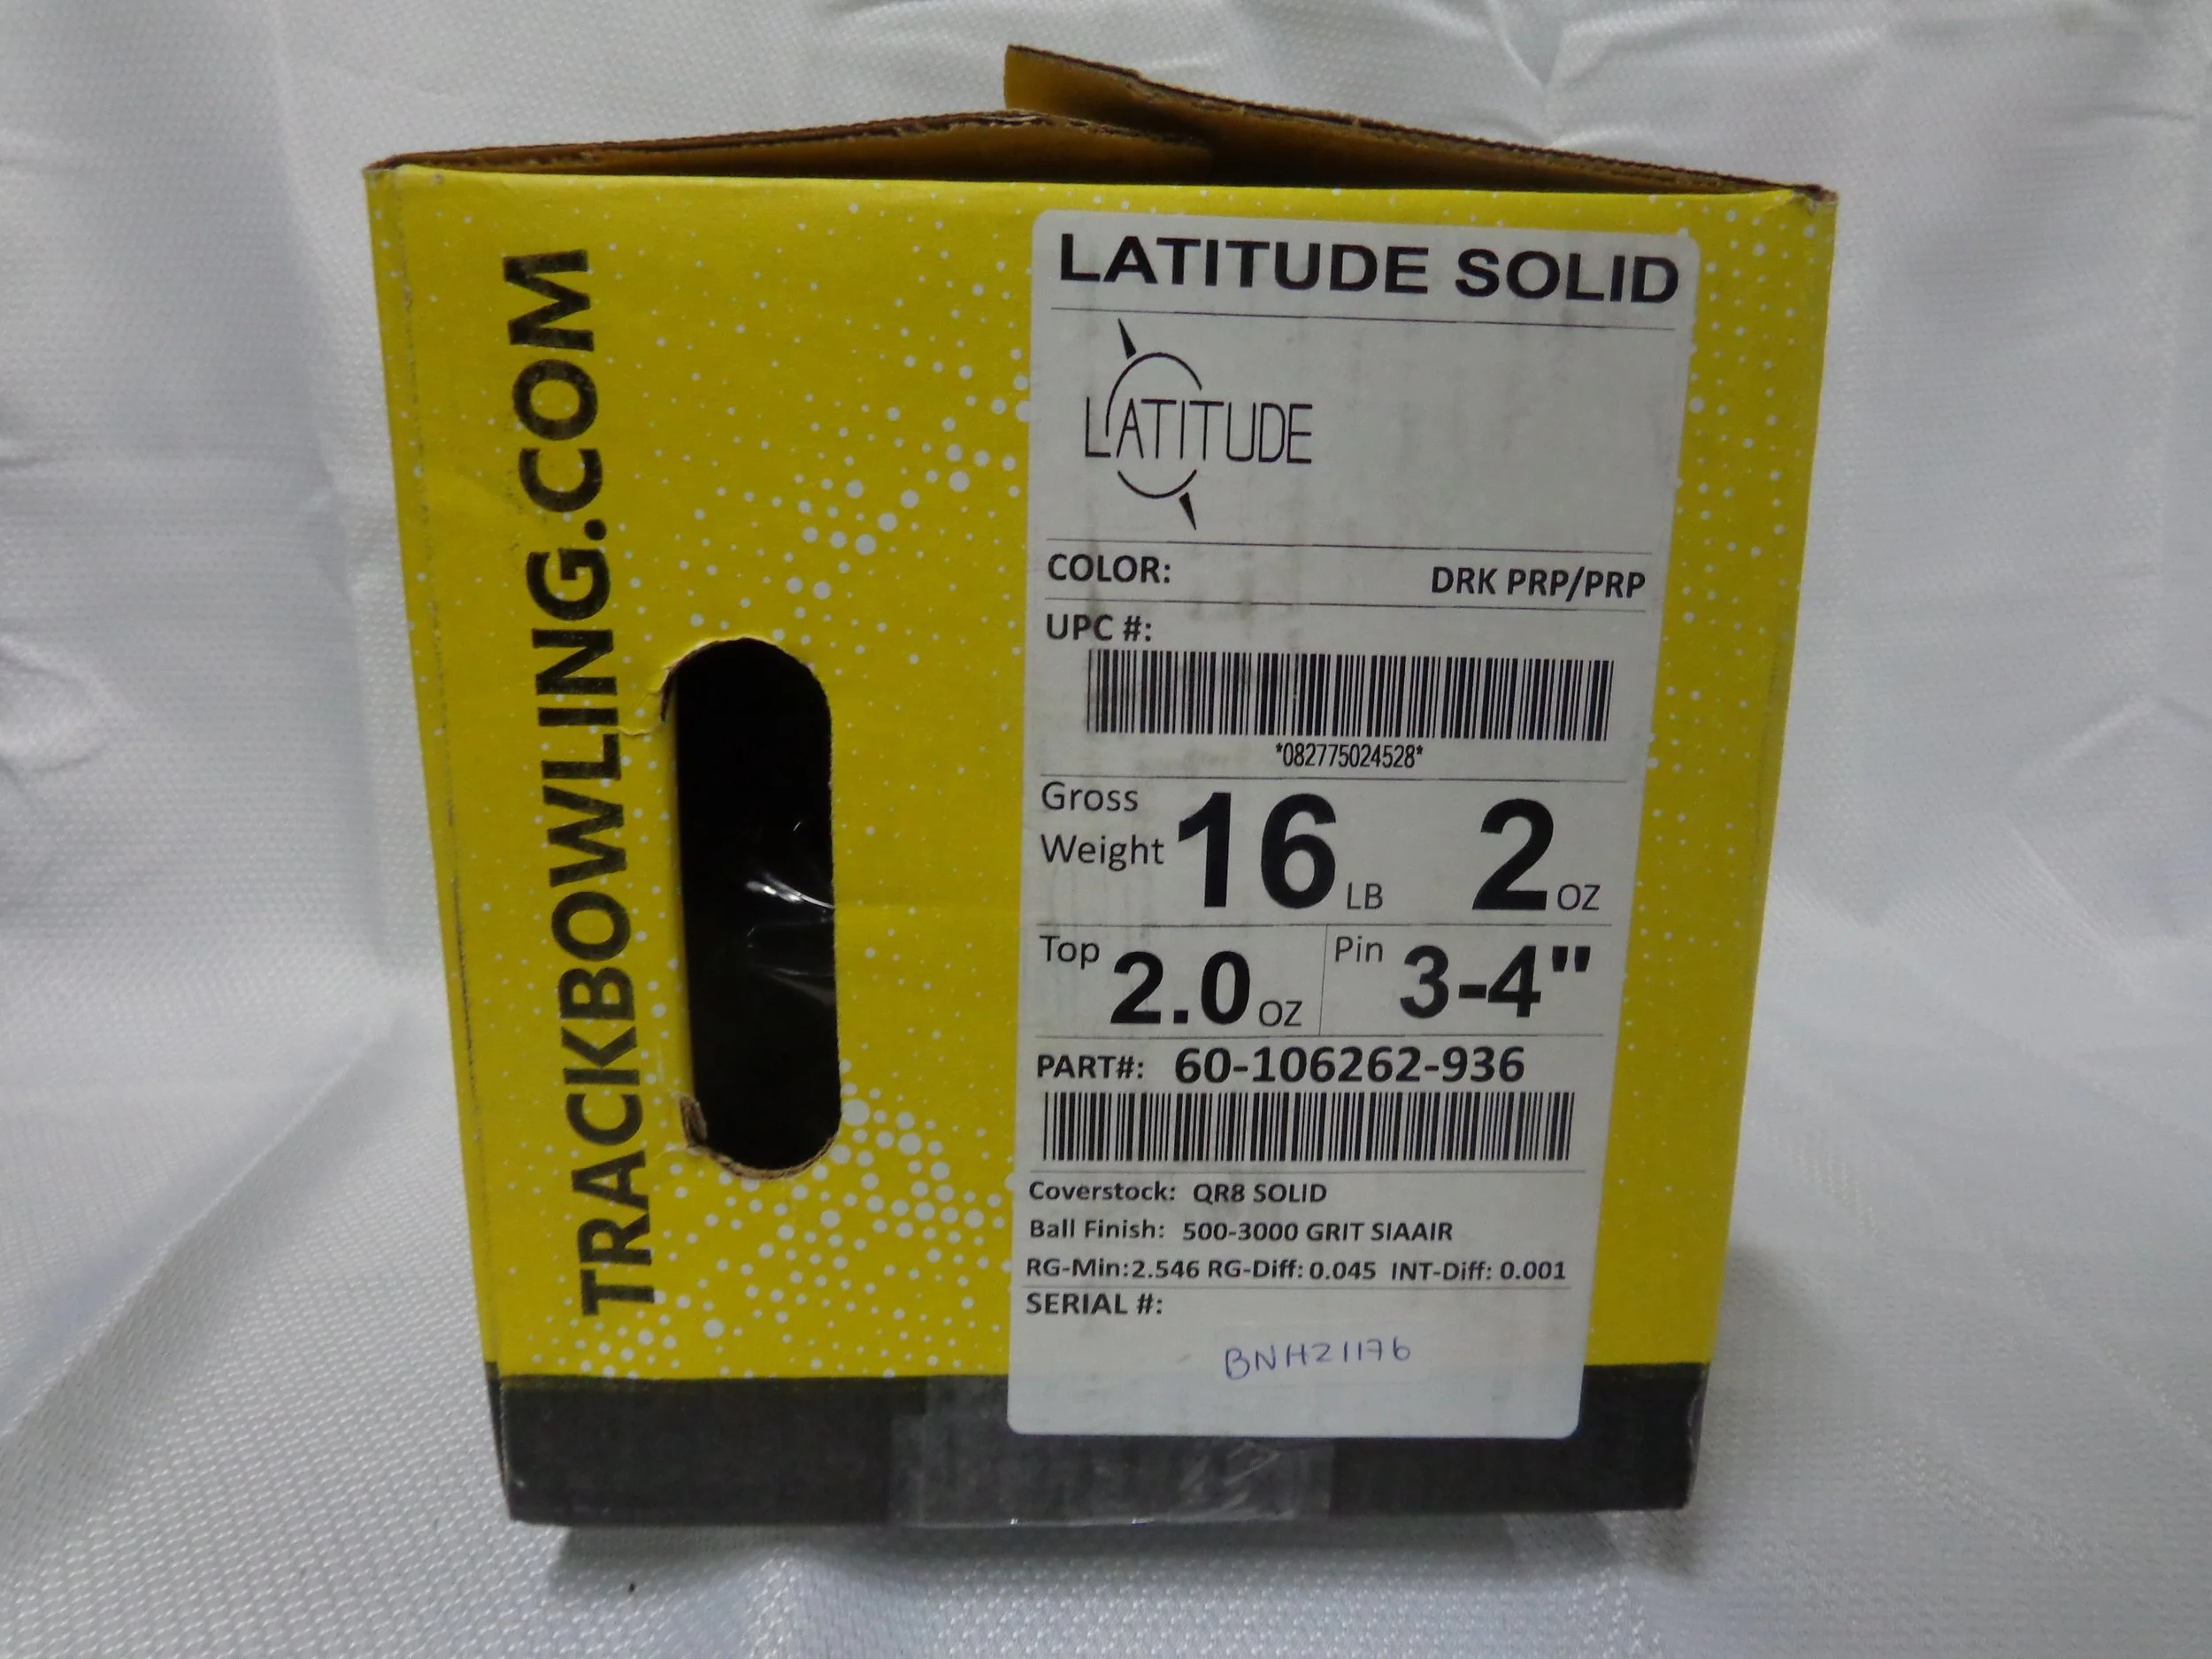 TRACKBOWLING.COM
LATITUDE SOLID
LATITUDE
COLOR: DRK PRP/PRP
UPC #:
*082775024528*
Gross Weight 16 LB 2 OZ
Top 2.0 OZ Pin 3-4"
PART#: 60-106262-936
Coverstock: QR8 SOLID
Ball Finish: 500-3000 GRIT SIAAIR
RG-Min:2.546 RG-Diff: 0.045 INT-Diff: 0.001
SERIAL #:
BNH21176